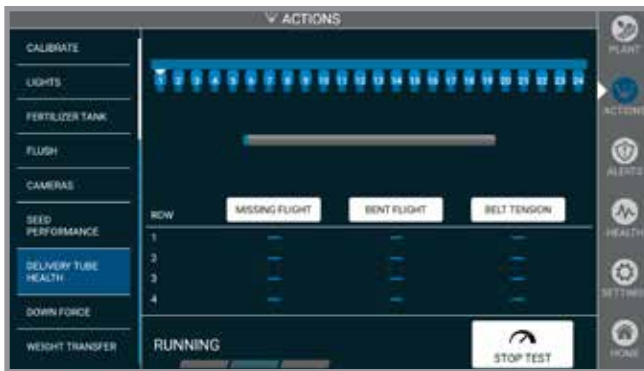 ACTIONS
CALIBRATE
LIGHTS
FERTILIZER TANK
FLUSH
CAMERAS
SEED
PERFORMANCE
DELIVERY TUBE
HEALTH
DOWN FORCE
WEIGHT TRANSFER
1 2 3 4 5 6 7 8 9 10 11 12 13 14 15 16 17 18 19 20 21 22 23 24
ROW MISSING FLIGHT BENT FLIGHT BELT TENSION
1
2
3
4
RUNNING
STOP TEST
PLANT
ACTIONS
ALERTS
HEALTH
SETTINGS
HOME